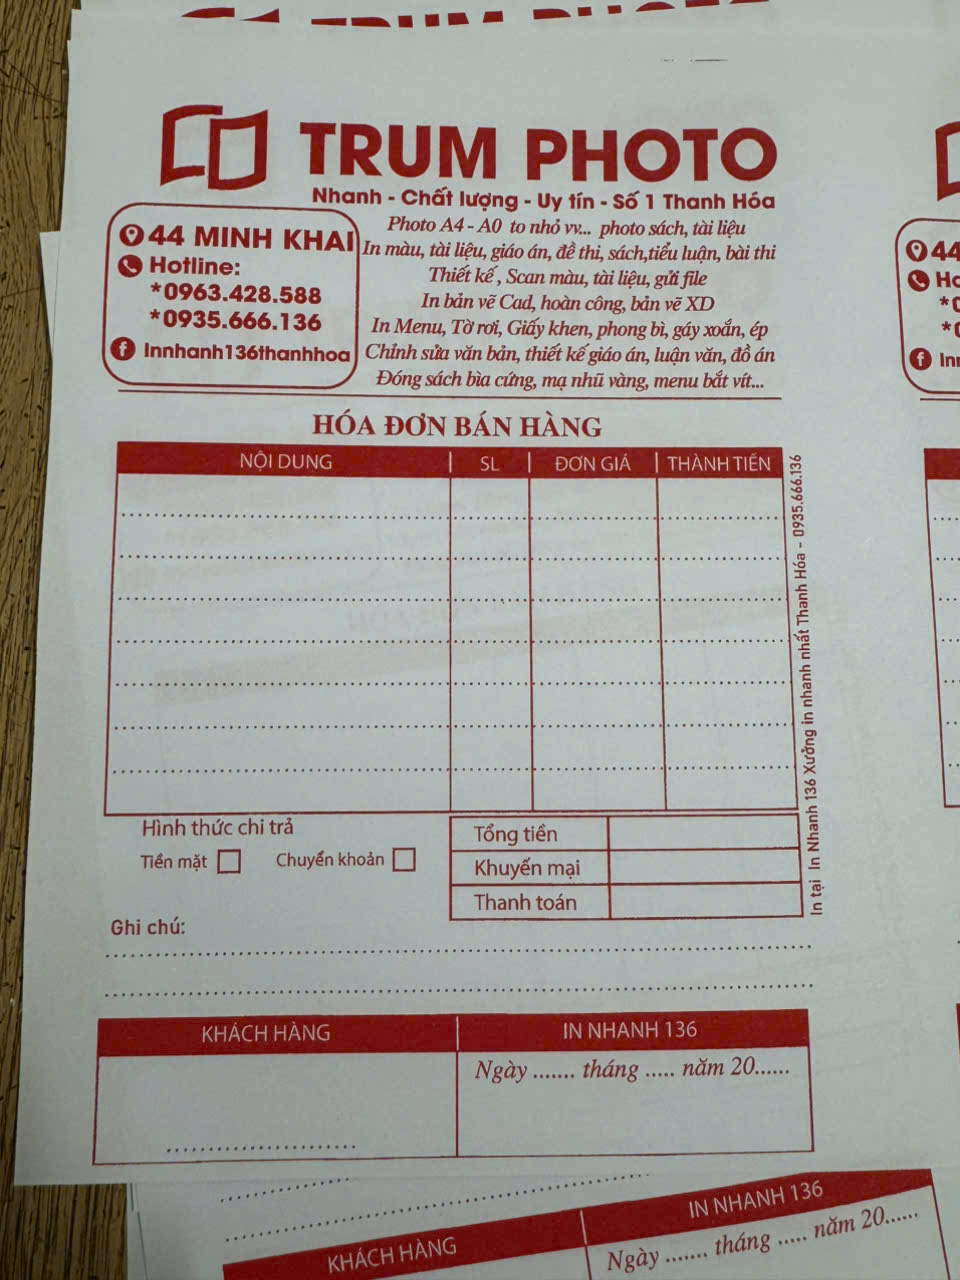 TRUM PHOTO
TRUM PHOTO
Nhanh - Chất lượng - Uy tín - Số 1 Thanh Hóa
44 MINH KHAI
Hotline:
*0963.428.588
*0935.666.136
Innhanh136thanhhoa
Photo A4 - A0 to nhỏ vv... photo sách, tài liệu
In màu, tài liệu, giáo án, đề thi, sách,tiểu luận, bài thi
Thiết kế , Scan màu, tài liệu, gửi file
In bản vẽ Cad, hoàn công, bản vẽ XD
In Menu, Tờ rơi, Giấy khen, phong bì, gáy xoắn, ép
Chỉnh sửa văn bản, thiết kế giáo án, luận văn, đồ án
Đóng sách bìa cứng, mạ nhũ vàng, menu bắt vít...
44
HÓA ĐƠN BÁN HÀNG
NỘI DUNG SL ĐƠN GIÁ THÀNH TIỀN
In tại In Nhanh 136 Xưởng in nhanh nhất Thanh Hóa - 0935.666.136
Hình thức chi trả
Tiền mặt Chuyển khoản
Tổng tiền
Khuyến mại
Thanh toán
Ghi chú:
KHÁCH HÀNG IN NHANH 136
Ngày ....... tháng ..... năm 20......
KHÁCH HÀNG IN NHANH 136
Ngày ....... tháng ..... năm 20......